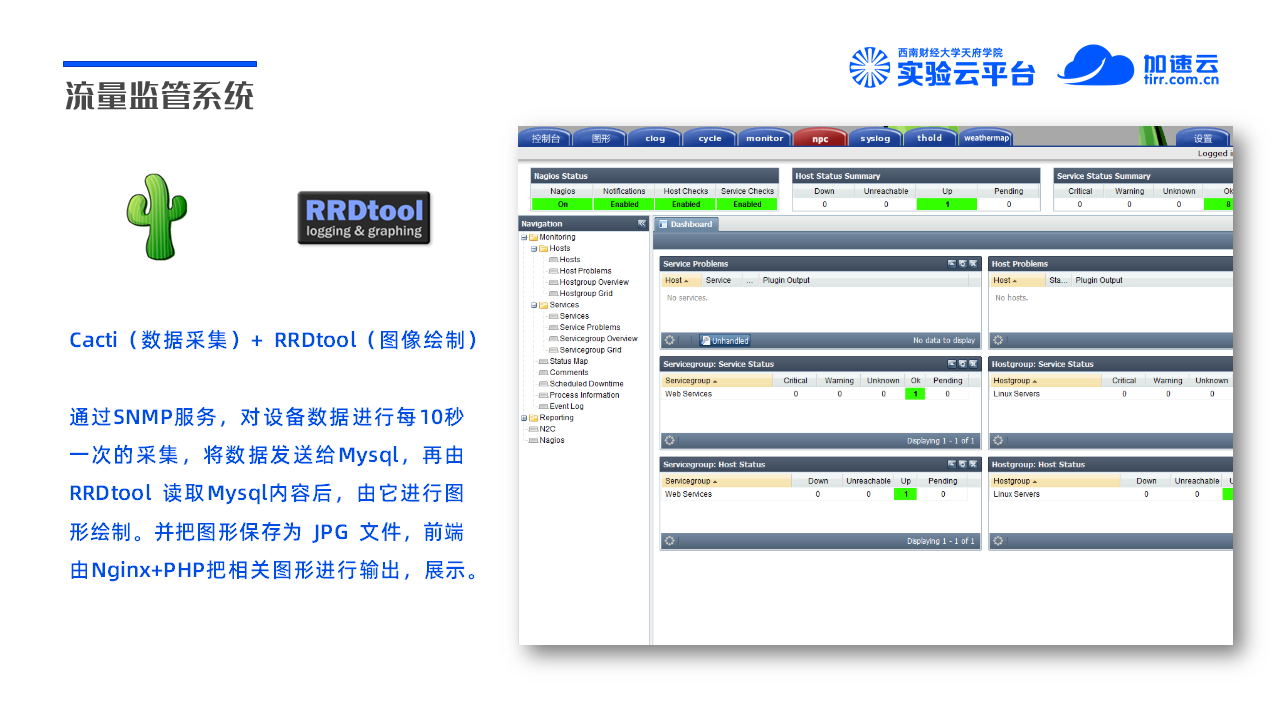 西南财经大学天府学院
实验云平台
加速云
tirr.com.cn
流量监管系统
RRDtool
logging & graphing
Cacti（数据采集）+ RRDtool（图像绘制）
通过SNMP服务，对设备数据进行每10秒
一次的采集，将数据发送给Mysql，再由
RRDtool 读取Mysql内容后，由它进行图
形绘制。并把图形保存为 JPG 文件，前端
由Nginx+PHP把相关图形进行输出，展示。
控制台 图形 clog cycle monitor npc syslog thold weathermap 设置
Logged i
Nagios Status Host Status Summary Service Status Summary
Nagios Notifications Host Checks Service Checks Down Unreachable Up Pending Critical Warning Unknown Ok
On Enabled Enabled Enabled 0 0 1 0 0 0 0 8
Navigation
Monitoring
Hosts
Hosts
Host Problems
Hostgroup Overview
Hostgroup Grid
Services
Services
Service Problems
Servicegroup Overview
Servicegroup Grid
Status Map
Comments
Scheduled Downtime
Process Information
Event Log
Reporting
N2C
Nagios
Dashboard
Service Problems Host Problems
Host Service ... Plugin Output Host Sta... Plugin Output
No services. No hosts.
Unhandled No data to display
Servicegroup: Service Status Hostgroup: Service Status
Servicegroup Critical Warning Unknown Ok Pending Hostgroup Critical Warning Unknown
Web Services 0 0 0 1 0 Linux Servers 0 0 0
Displaying 1 - 1 of 1
Servicegroup: Host Status Hostgroup: Host Status
Servicegroup Down Unreachable Up Pending Hostgroup Down Unreachable U
Web Services 0 0 1 0 Linux Servers 0 0
Displaying 1 - 1 of 1